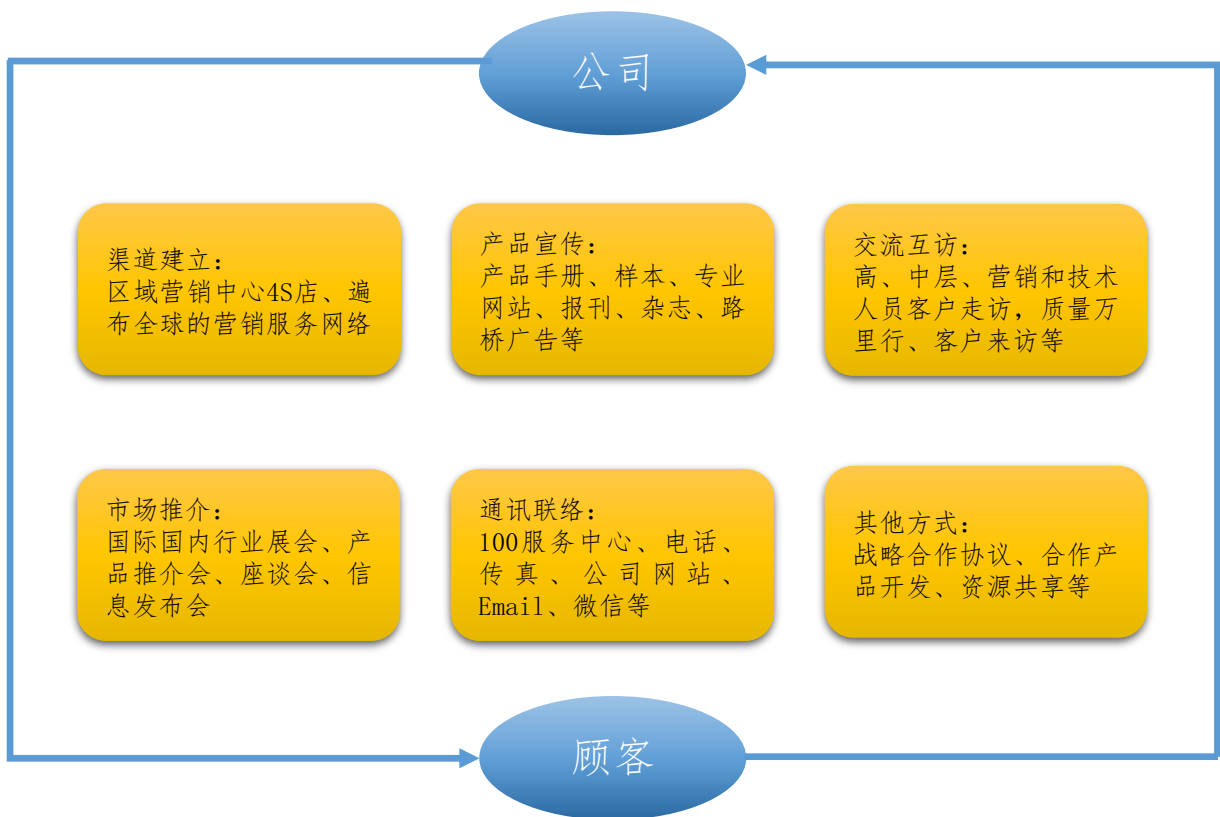 公司
渠道建立：
区域营销中心4S店、遍
布全球的营销服务网络
产品宣传：
产品手册、样本、专业
网站、报刊、杂志、路
桥广告等
交流互访：
高、中层、营销和技术
人员客户走访，质量万
里行、客户来访等
市场推介：
国际国内行业展会、产
品推介会、座谈会、信
息发布会
通讯联络：
100服务中心、电话、
传真、公司网站、
Email、微信等
其他方式：
战略合作协议、合作产
品开发、资源共享等
顾客